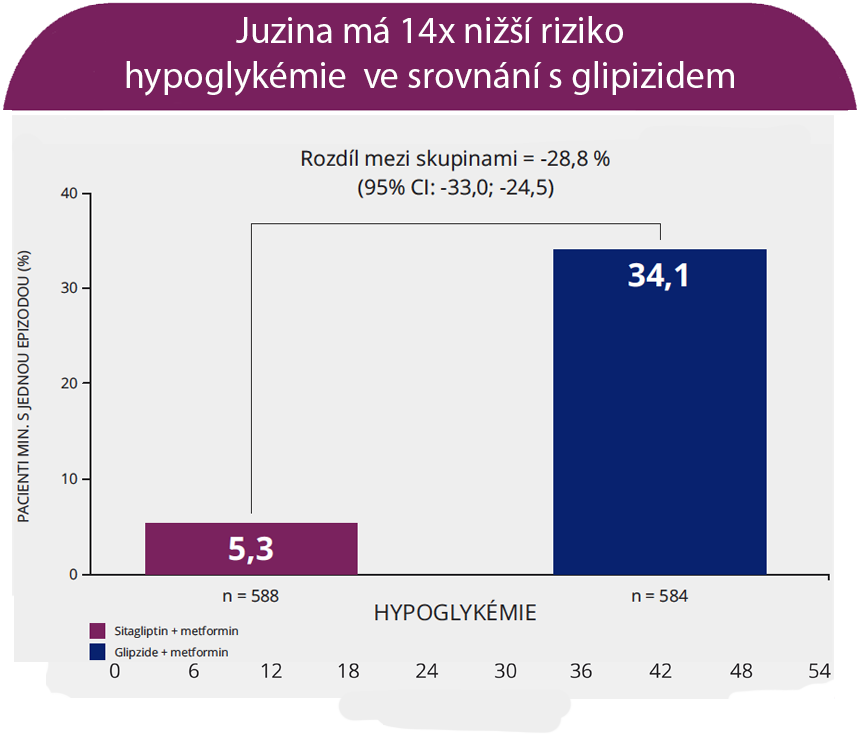 Juzina má 14x nižší riziko
hypoglykémie ve srovnání s glipizidem
Rozdíl mezi skupinami = -28,8 %
(95% CI: -33,0; -24,5)
PACIENTI MIN. S JEDNOU EPIZODOU (%)
40
30
20
10
0
5,3
34,1
n = 588
n = 584
HYPOGLYKÉMIE
Sitagliptin + metformin
Glipzide + metformin
0 6 12 18 24 30 36 42 48 54